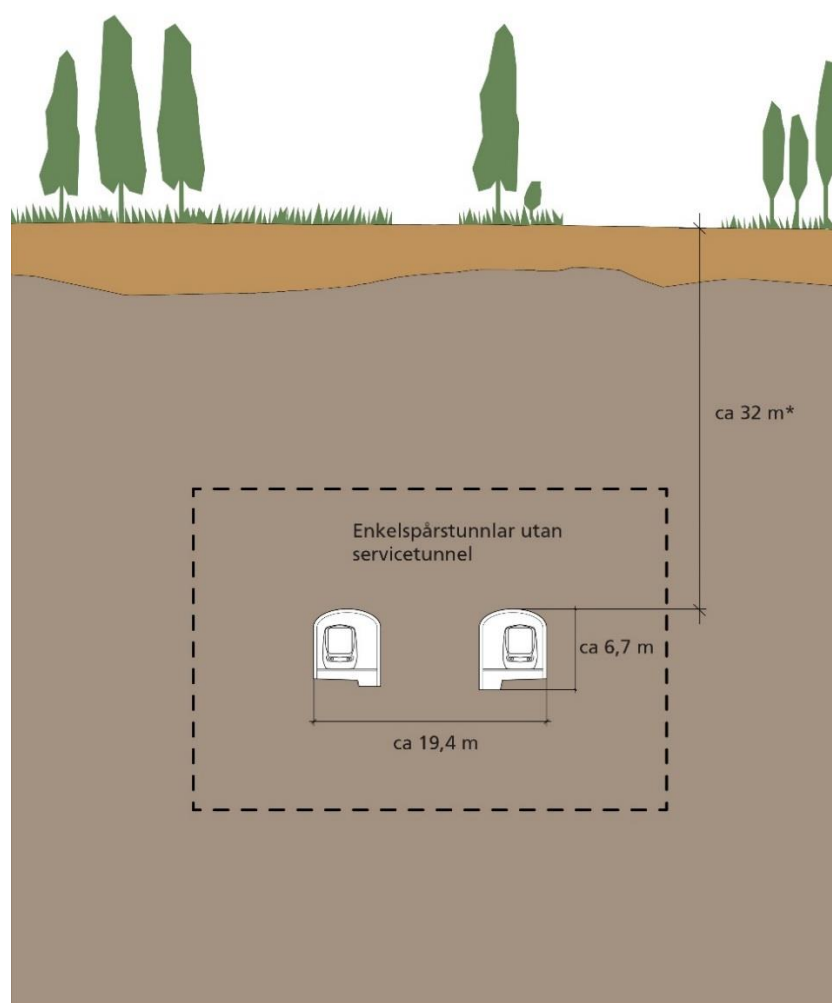 ca 32 m*
Enkelspårstunnlar utan
servicetunnel
ca 6,7 m
ca 19,4 m